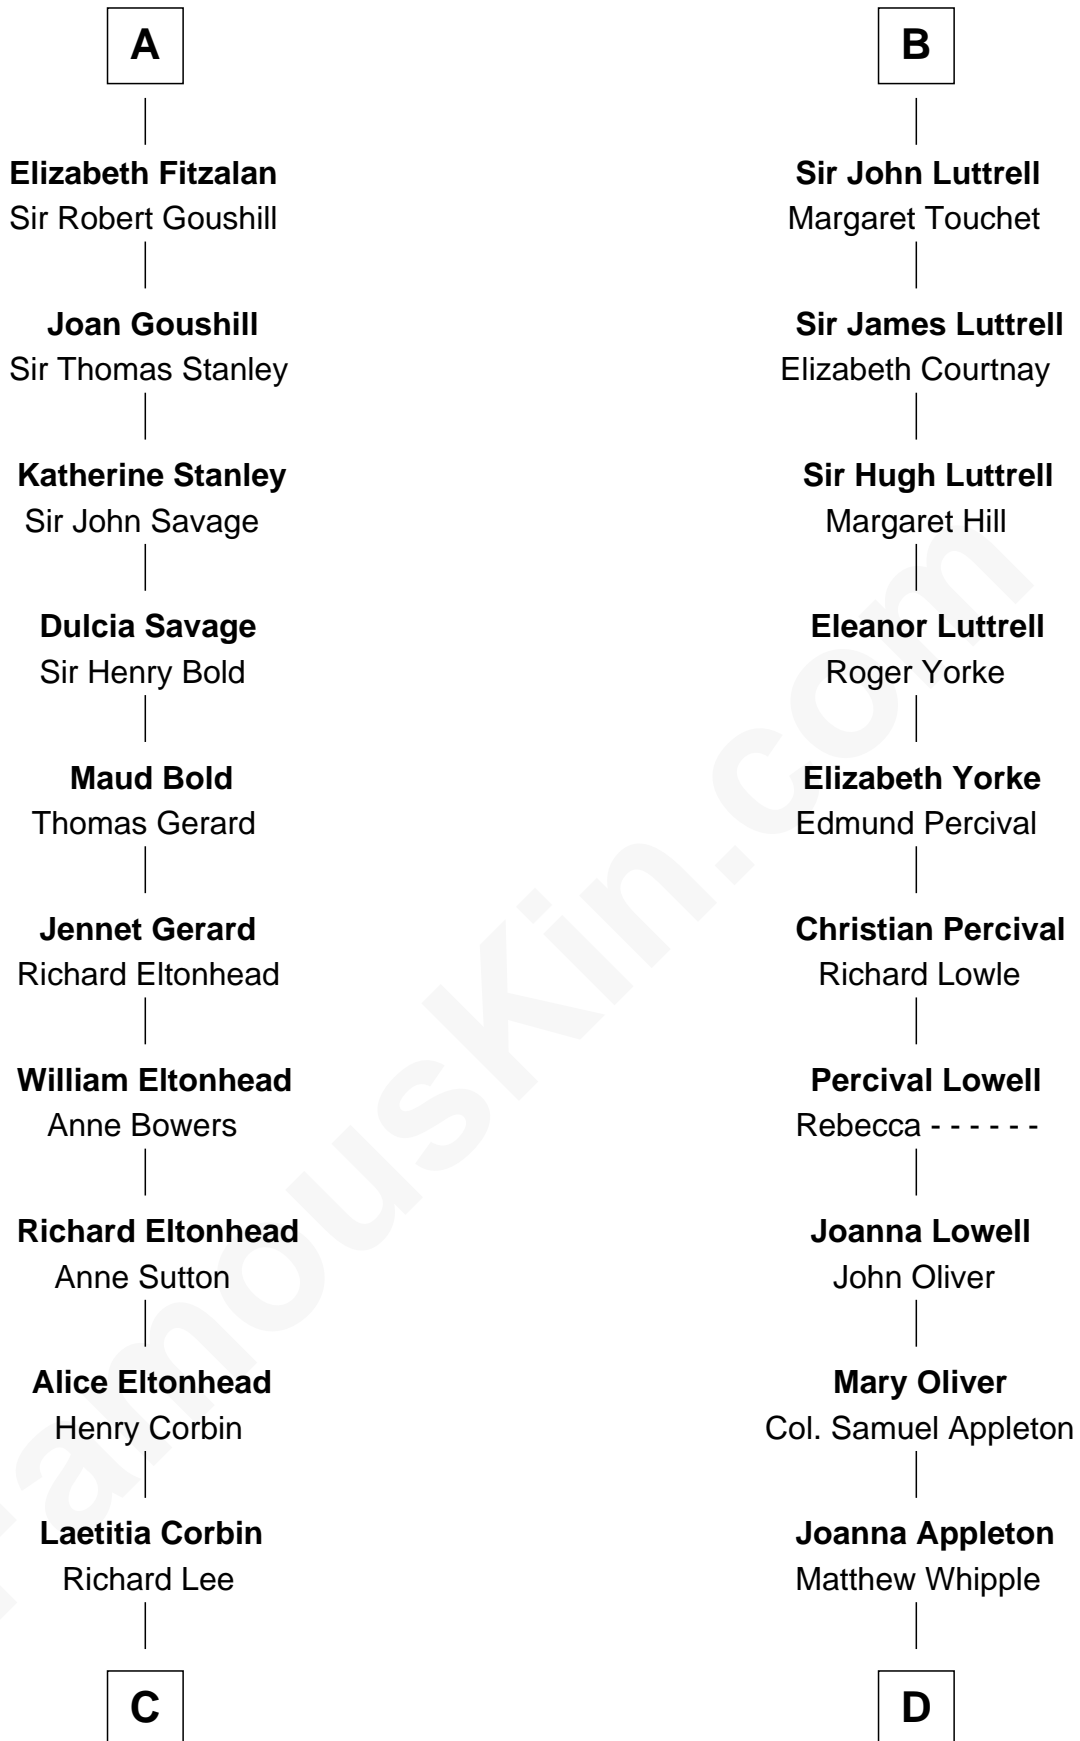 A
Elizabeth Fitzalan
Sir Robert Goushill
Joan Goushill
Sir Thomas Stanley
Katherine Stanley
Sir John Savage
Dulcia Savage
Sir Henry Bold
Maud Bold
Thomas Gerard
Jennet Gerard
Richard Eltonhead
William Eltonhead
Anne Bowers
Richard Eltonhead
Anne Sutton
Alice Eltonhead
Henry Corbin
Laetitia Corbin
Richard Lee
C
B
Sir John Luttrell
Margaret Touchet
Sir James Luttrell
Elizabeth Courtnay
Sir Hugh Luttrell
Margaret Hill
Eleanor Luttrell
Roger Yorke
Elizabeth Yorke
Edmund Percival
Christian Percival
Richard Lowle
Percival Lowell
Rebecca - - - - - -
Joanna Lowell
John Oliver
Mary Oliver
Col. Samuel Appleton
Joanna Appleton
Matthew Whipple
D
FamousKin.com